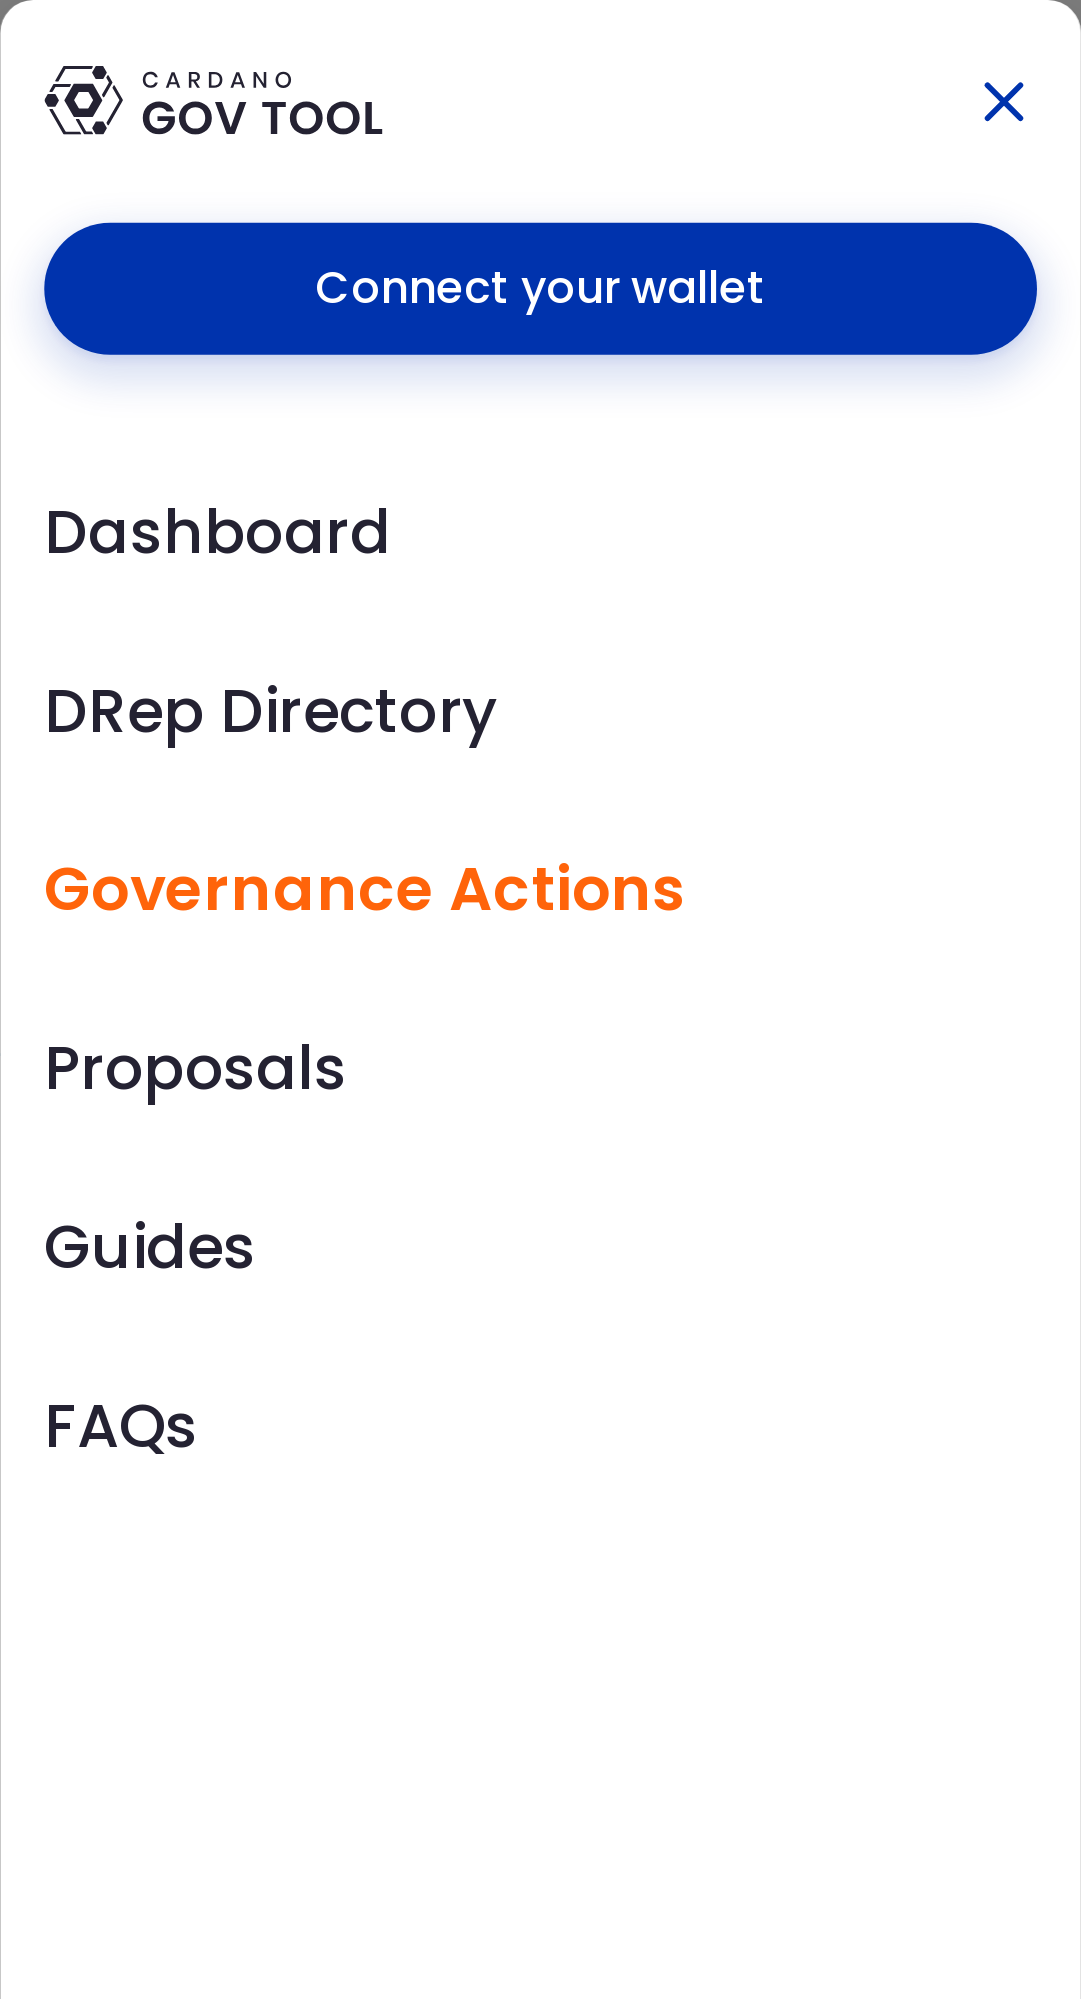 CARDANO
GOV TOOL
Connect your wallet
Dashboard
DRep Directory
Governance Actions
Proposals
Guides
FAQs